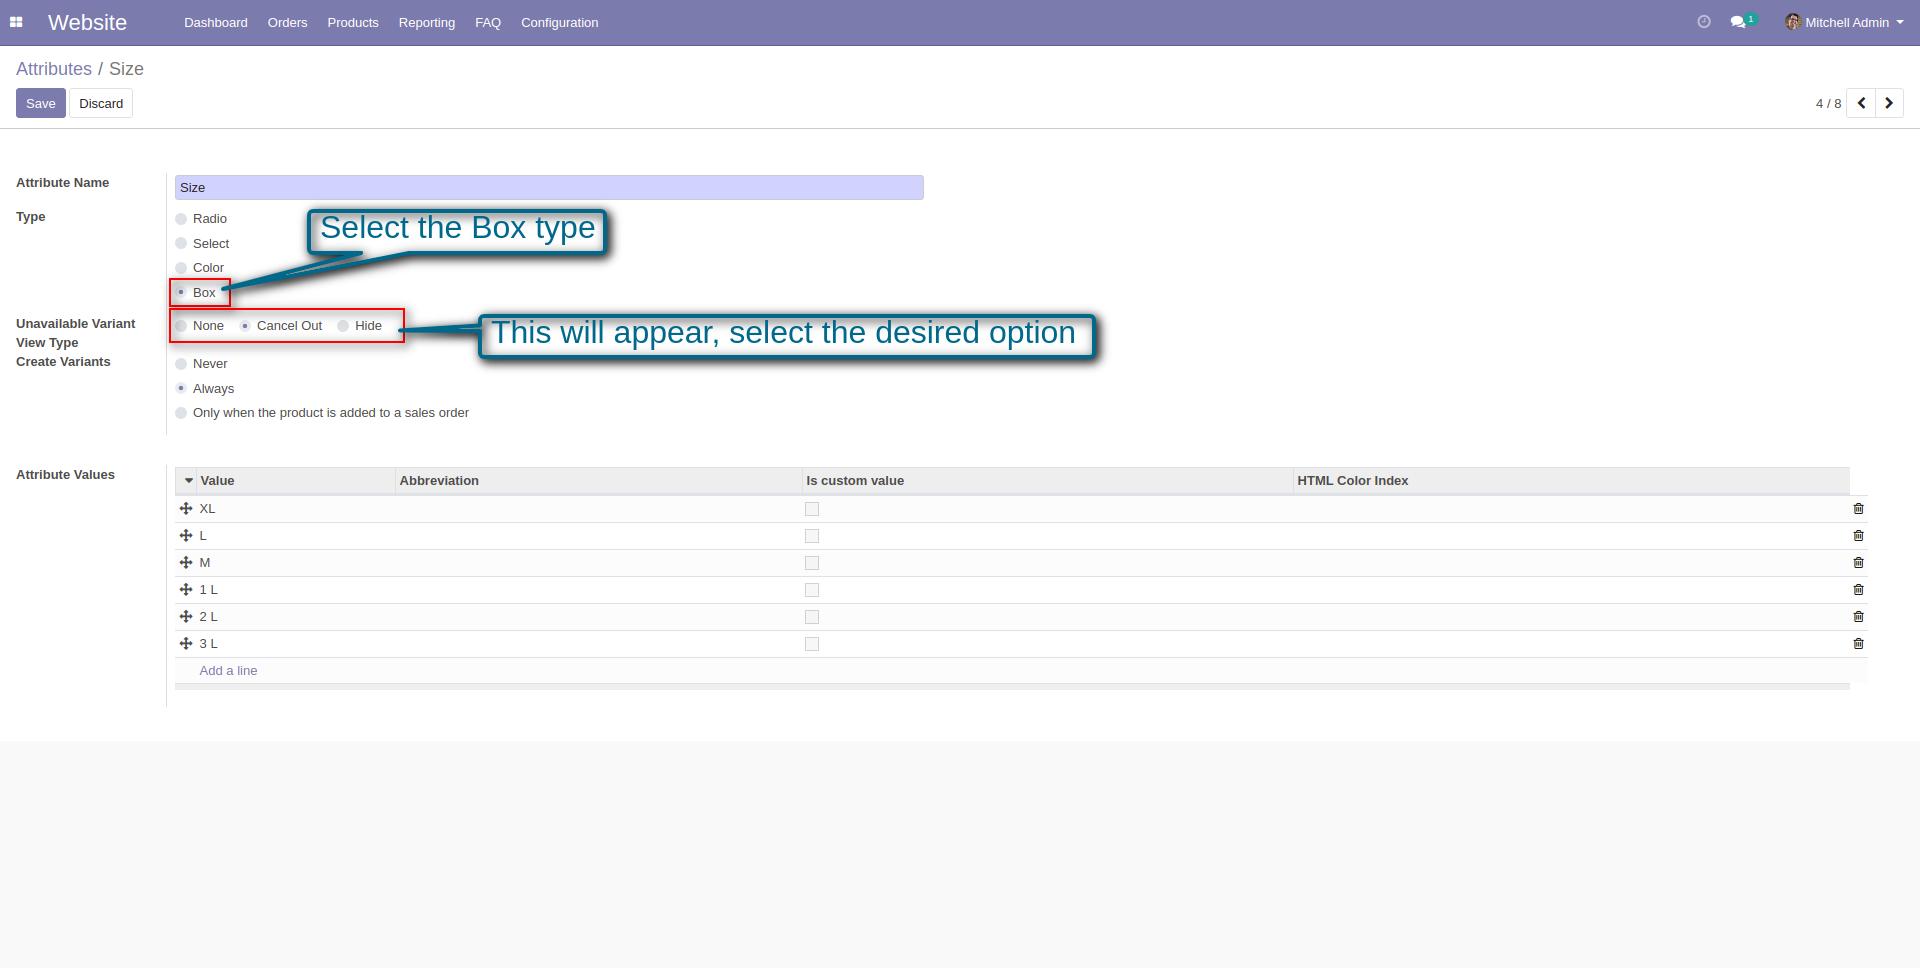 Website Dashboard Orders Products Reporting FAQ Configuration 1 Mitchell Admin
Attributes / Size
Save Discard 4 / 8
Attribute Name Size
Type Radio
Select the Box type
Select
Color
Box
Unavailable Variant View Type None Cancel Out Hide
This will appear, select the desired option
Create Variants Never
Always
Only when the product is added to a sales order
Attribute Values Value Abbreviation Is custom value HTML Color Index
XL
L
M
1 L
2 L
3 L
Add a line